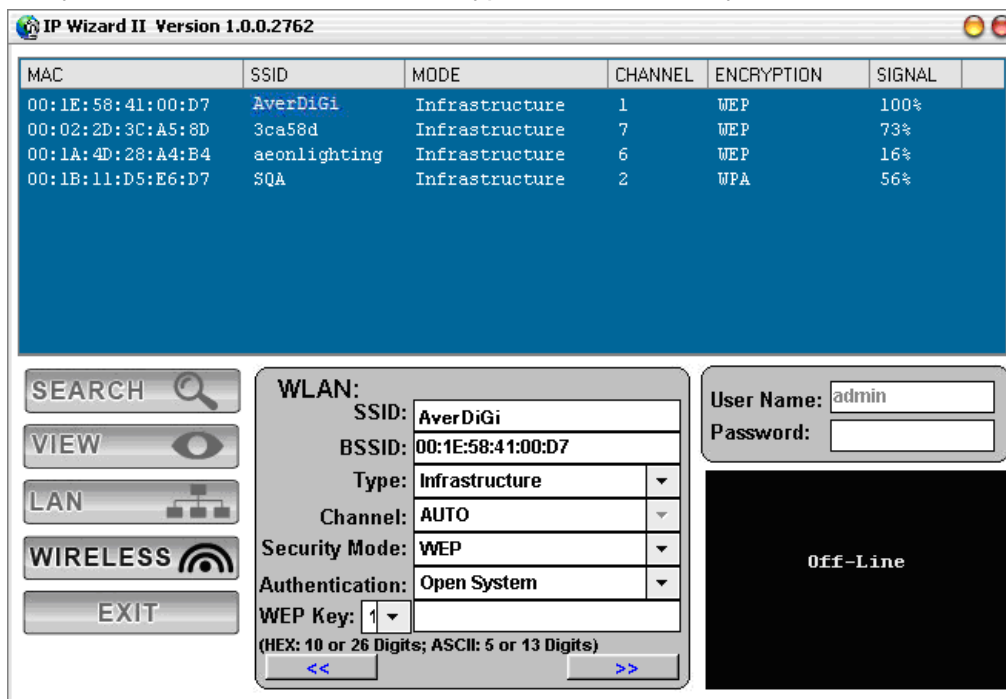 IP Wizard II Version 1.0.0.2762
MAC SSID MODE CHANNEL ENCRYPTION SIGNAL
00:1E:58:41:00:D7 AverDiGi Infrastructure 1 WEP 100%
00:02:2D:3C:A5:8D 3ca58d Infrastructure 7 WEP 73%
00:1A:4D:28:A4:B4 aeonlighting Infrastructure 6 WEP 16%
00:1B:11:D5:E6:D7 SQA Infrastructure 2 WPA 56%
SEARCH
VIEW
LAN
WIRELESS
EXIT
WLAN:
SSID: AverDiGi
BSSID: 00:1E:58:41:00:D7
Type: Infrastructure
Channel: AUTO
Security Mode: WEP
Authentication: Open System
WEP Key: 1
(HEX: 10 or 26 Digits; ASCII: 5 or 13 Digits)
<< >>
User Name: admin
Password:
Off-Line